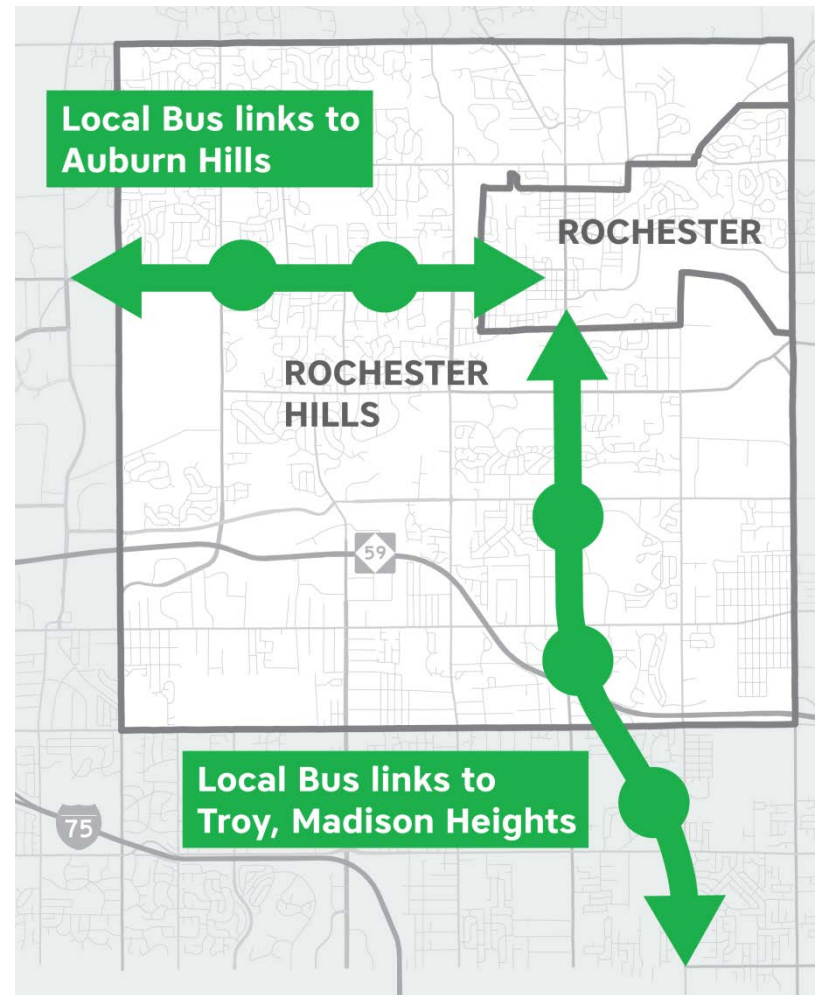 Local Bus links to
Auburn Hills
ROCHESTER
ROCHESTER
HILLS
59
Local Bus links to
Troy, Madison Heights
75